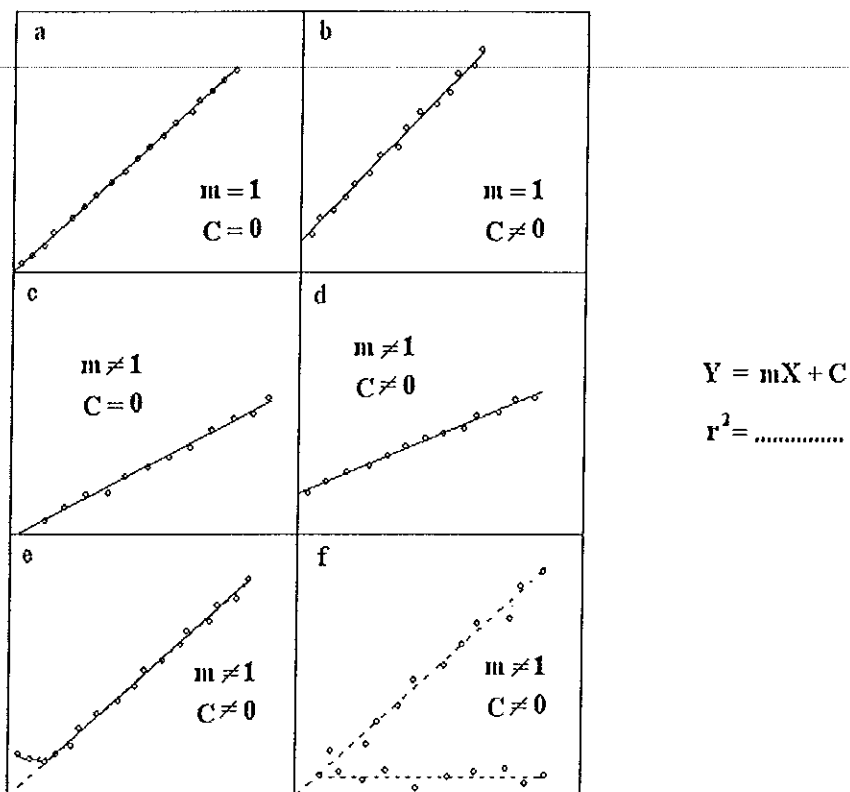 a
m = 1
C = 0
b
m = 1
C ≠ 0
c
m ≠ 1
C = 0
d
m ≠ 1
C ≠ 0
Y = mX + C
r² = ...............
e
m ≠ 1
C ≠ 0
f
m ≠ 1
C ≠ 0